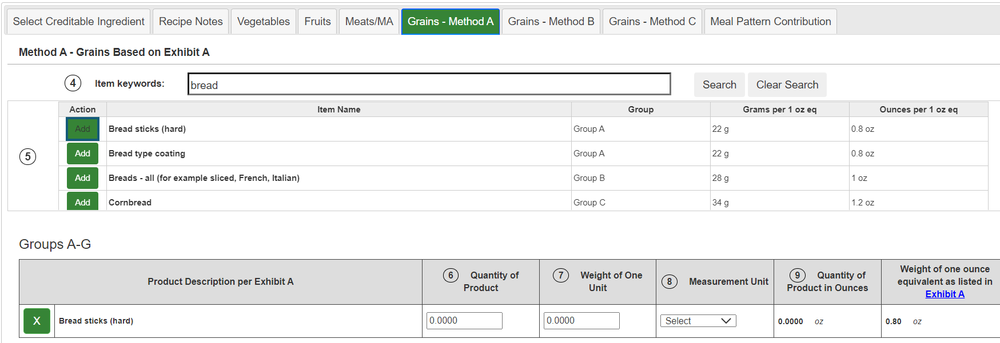 Select Creditable Ingredient Recipe Notes Vegetables Fruits Meats/MA Grains - Method A Grains - Method B Grains - Method C Meal Pattern Contribution
Method A - Grains Based on Exhibit A
4 Item keywords: bread Search Clear Search
Action Item Name Group Grams per 1 oz eq Ounces per 1 oz eq
Add Bread sticks (hard) Group A 22 g 0.8 oz
5
Add Bread type coating Group A 22 g 0.8 oz
Add Breads - all (for example sliced, French, Italian) Group B 28 g 1 oz
Add Cornbread Group C 34 g 1.2 oz
Groups A-G
Product Description per Exhibit A
6 Quantity of
Product
7 Weight of One
Unit
8 Measurement Unit
9 Quantity of
Product in Ounces
Weight of one ounce
equivalent as listed in
Exhibit A
X Bread sticks (hard) 0.0000 0.0000 Select 0.0000 oz 0.80 oz